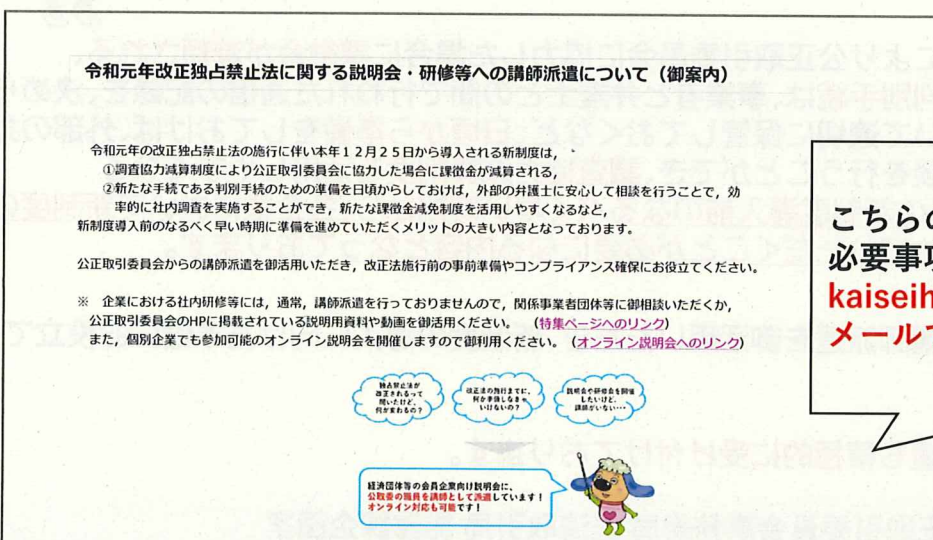 令和元年改正独占禁止法に関する説明会・研修等への講師派遣について（御案内）
令和元年の改正独占禁止法の施行に伴い本年１２月２５日から導入される新制度は，
①調査協力減算制度により公正取引委員会に協力した場合に課徴金が減算される，
②新たな手続である判別手続のための準備を日頃からしておけば，外部の弁護士に安心して相談を行うことで，効
率的に社内調査を実施することができ，新たな課徴金減免制度を活用しやすくなるなど，
新制度導入前のなるべく早い時期に準備を進めていただくメリットの大きい内容となっております。
公正取引委員会からの講師派遣を御活用いただき，改正法施行前の事前準備やコンプライアンス確保にお役立てください。
※　企業における社内研修等には，通常，講師派遣を行っておりませんので，関係事業者団体等に御相談いただくか，
公正取引委員会のHPに掲載されている説明用資料や動画を御活用ください。（特集ページへのリンク）
また，個別企業でも参加可能のオンライン説明会を開催しますので御利用ください。（オンライン説明会へのリンク）
独占禁止法が
改正されるって
聞いたけど、
何が変わるの？
改正法の施行までに、
何か準備しなきゃ
いけないの？
説明会や研修会を開催
したいけど、
講師がいない…
経済団体等の会員企業向け説明会に、
公取委の職員を講師として派遣しています！
オンライン対応も可能です！
こちらの
必要事項
kaiseih
メールで